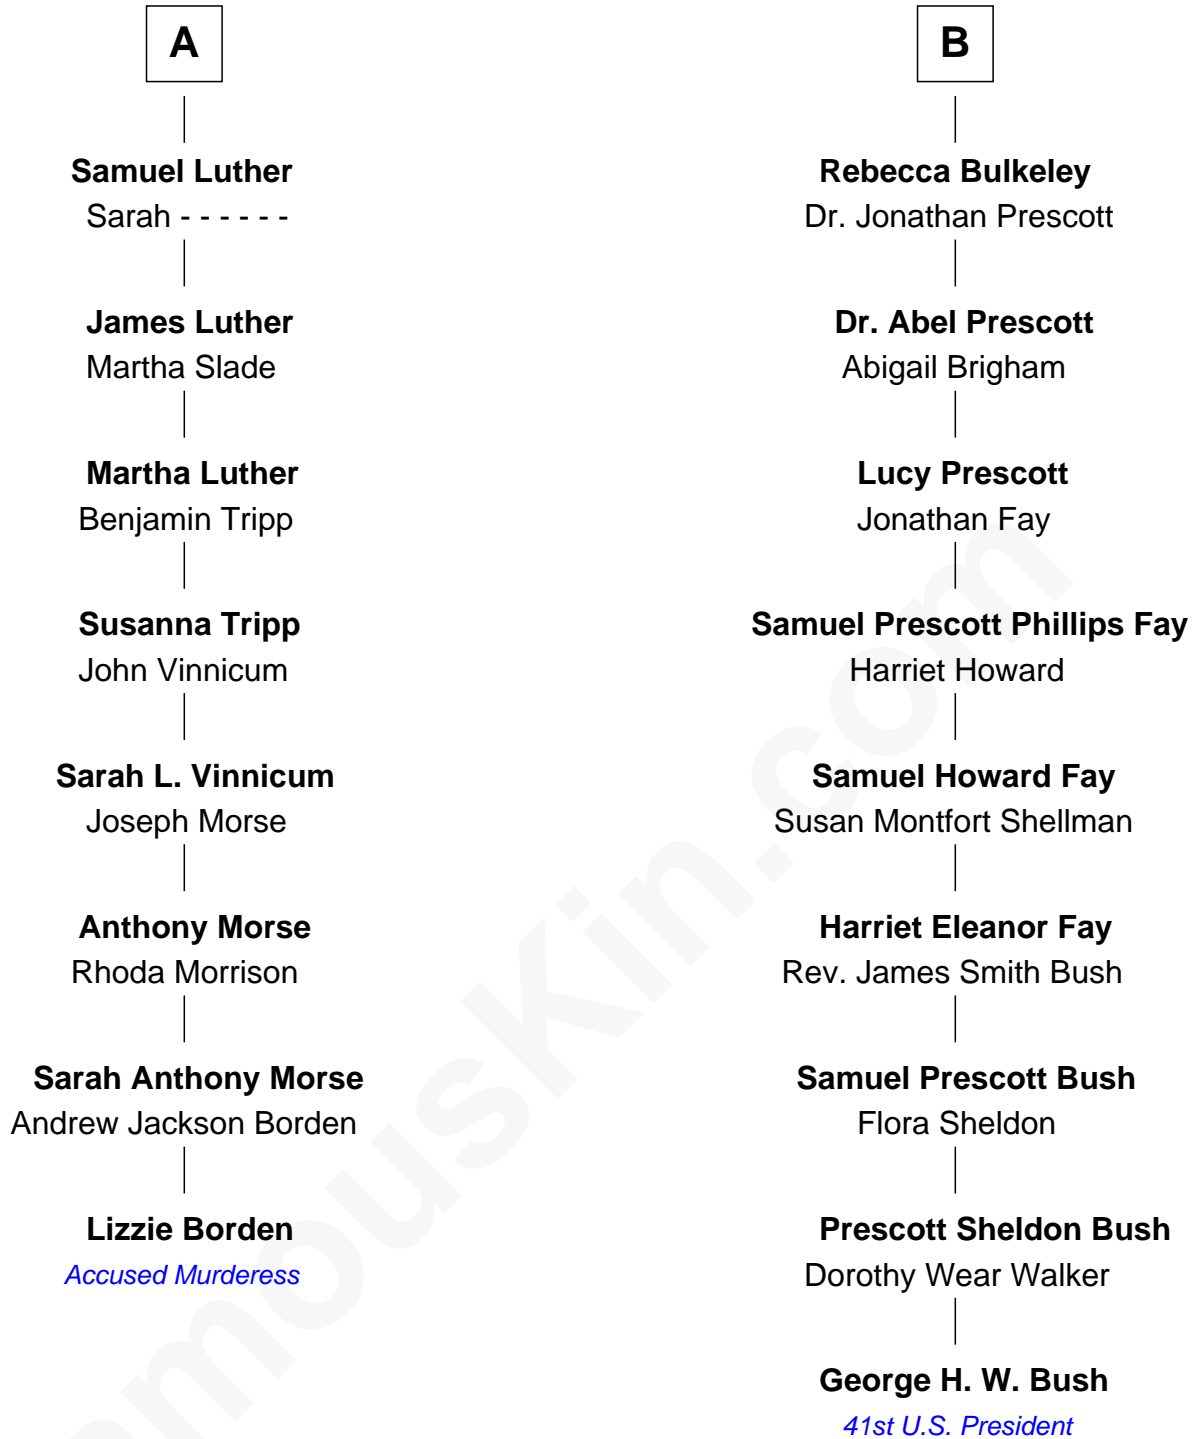 A
Samuel Luther
Sarah - - - - - -
James Luther
Martha Slade
Martha Luther
Benjamin Tripp
Susanna Tripp
John Vinnicum
Sarah L. Vinnicum
Joseph Morse
Anthony Morse
Rhoda Morrison
Sarah Anthony Morse
Andrew Jackson Borden
Lizzie Borden
Accused Murderess
B
Rebecca Bulkeley
Dr. Jonathan Prescott
Dr. Abel Prescott
Abigail Brigham
Lucy Prescott
Jonathan Fay
Samuel Prescott Phillips Fay
Harriet Howard
Samuel Howard Fay
Susan Montfort Shellman
Harriet Eleanor Fay
Rev. James Smith Bush
Samuel Prescott Bush
Flora Sheldon
Prescott Sheldon Bush
Dorothy Wear Walker
George H. W. Bush
41st U.S. President
amouskin.com